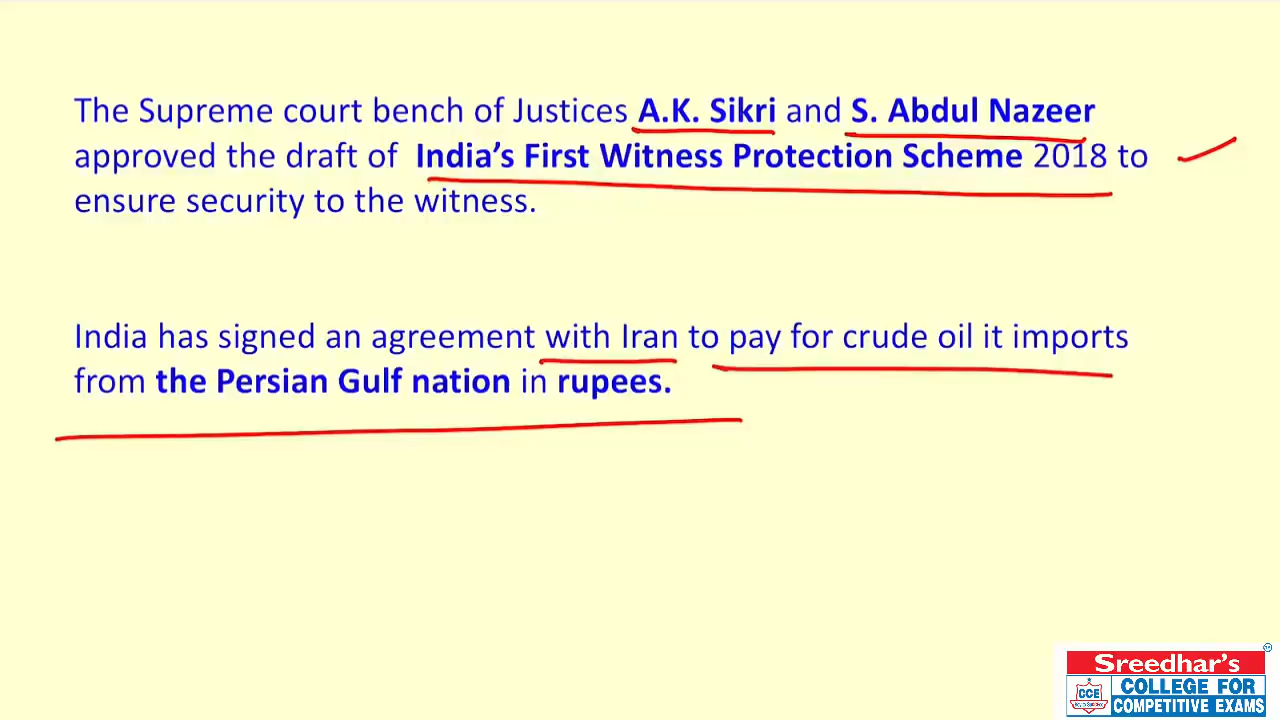 The Supreme court bench of Justices A.K. Sikri and S. Abdul Nazeer
approved the draft of India's First Witness Protection Scheme 2018 to
ensure security to the witness.
India has signed an agreement with Iran to pay for crude oil it imports
from the Persian Gulf nation in rupees.
Sreedhar's
CCE
COLLEGE FOR
COMPETITIVE EXAMS